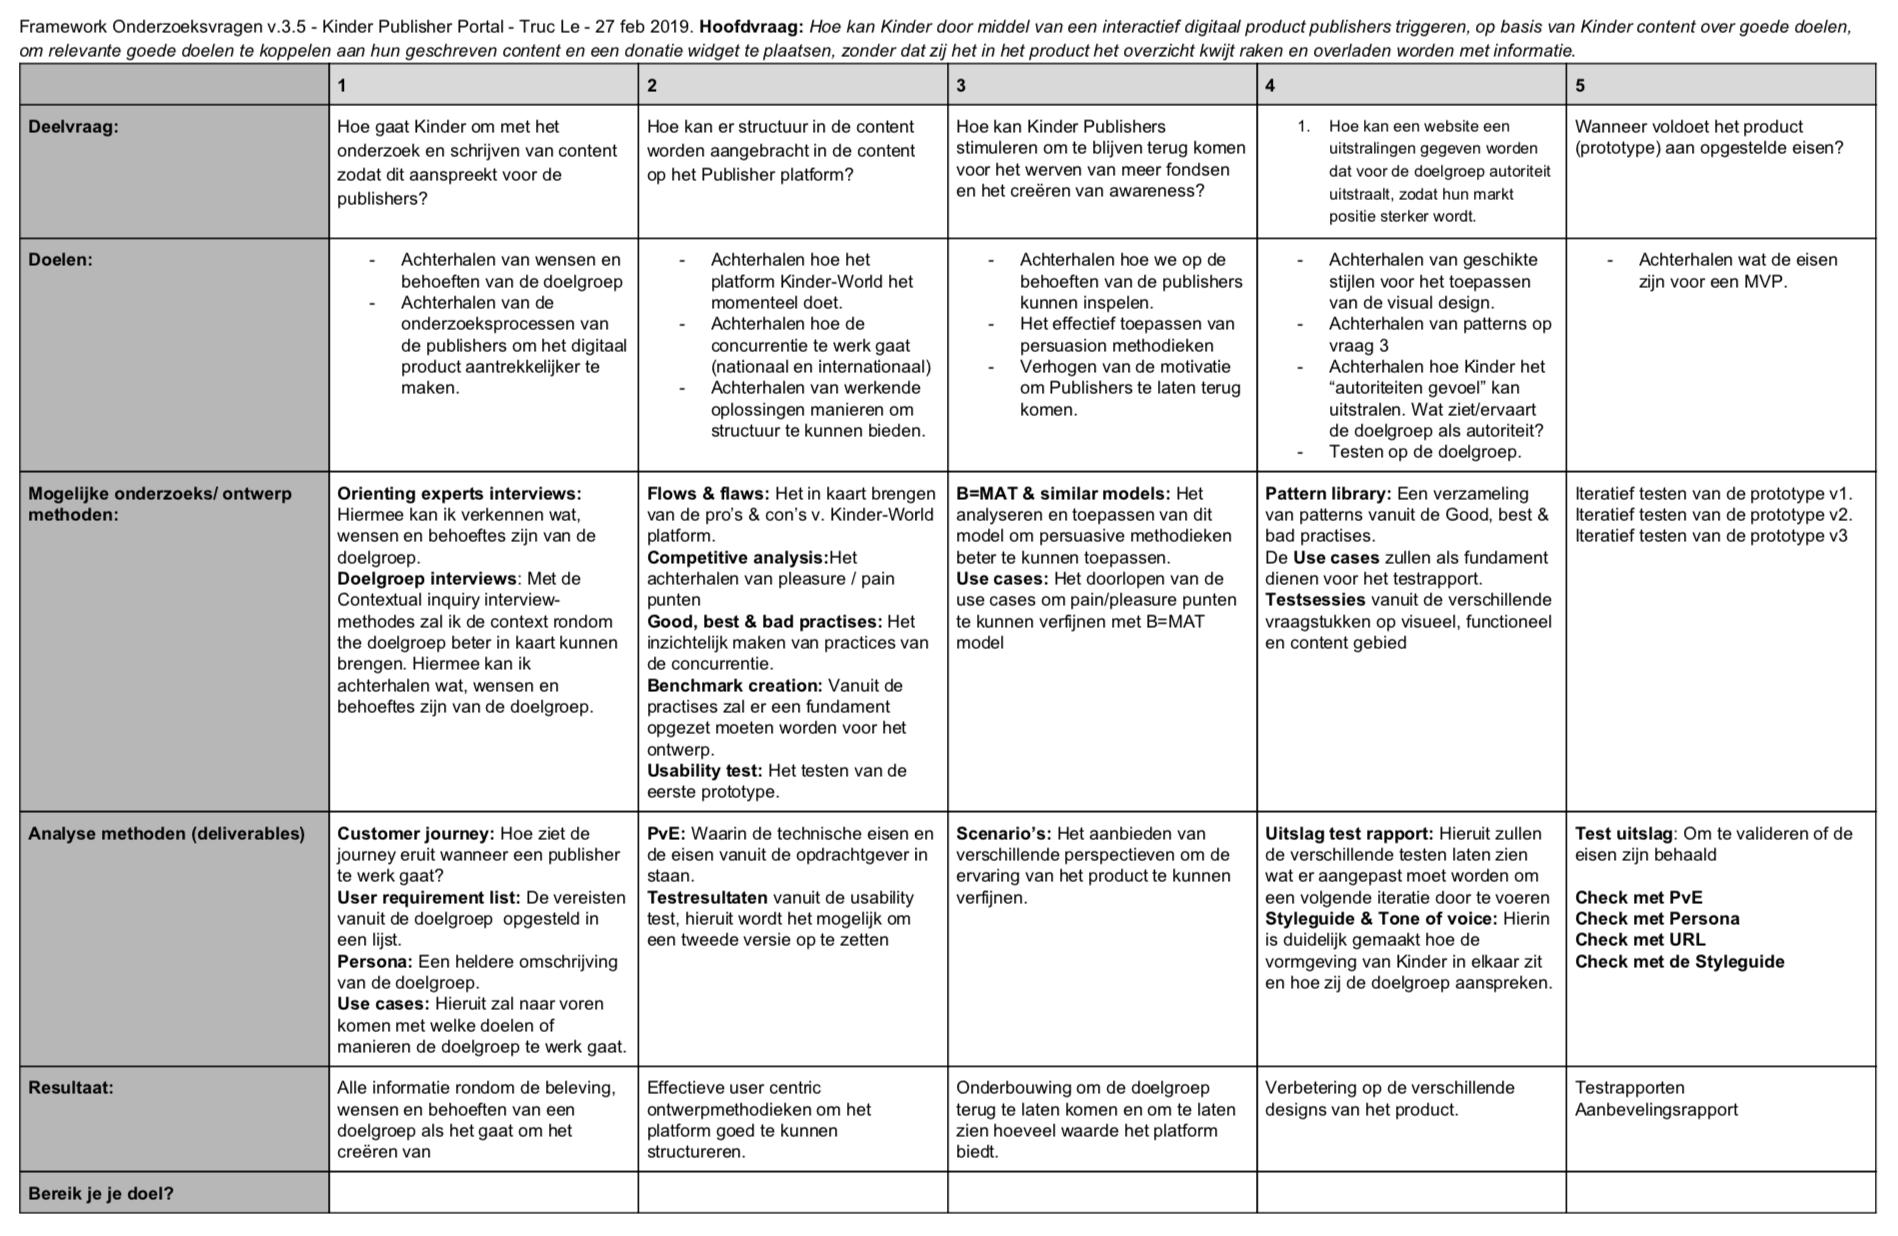 Framework Onderzoeksvragen v.3.5 - Kinder Publisher Portal - Truc Le - 27 feb 2019. Hoofdvraag: Hoe kan Kinder door middel van een interactief digitaal product publishers triggeren, op basis van Kinder content over goede doelen,
om relevante goede doelen te koppelen aan hun geschreven content en een donatie widget te plaatsen, zonder dat zij het in het product het overzicht kwijt raken en overladen worden met informatie.
1
2
3
4
5
Deelvraag:
Hoe gaat Kinder om met het
onderzoek en schrijven van content
zodat dit aanspreekt voor de
publishers?
Hoe kan er structuur in de content
worden aangebracht in de content
op het Publisher platform?
Hoe kan Kinder Publishers
stimuleren om te blijven terug komen
voor het werven van meer fondsen
en het creëren van awareness?
1. Hoe kan een website een
uitstralingen gegeven worden
dat voor de doelgroep autoriteit
uitstraalt, zodat hun markt
positie sterker wordt.
Wanneer voldoet het product
(prototype) aan opgestelde eisen?
Doelen:
- Achterhalen van wensen en
behoeften van de doelgroep
- Achterhalen van de
onderzoeksprocessen van
de publishers om het digitaal
product aantrekkelijker te
maken.
- Achterhalen hoe het
platform Kinder-World het
momenteel doet.
- Achterhalen hoe de
concurrentie te werk gaat
(nationaal en internationaal)
- Achterhalen van werkende
oplossingen manieren om
structuur te kunnen bieden.
- Achterhalen hoe we op de
behoeften van de publishers
kunnen inspelen.
- Het effectief toepassen van
persuasion methodieken
- Verhogen van de motivatie
om Publishers te laten terug
komen.
- Achterhalen van geschikte
stijlen voor het toepassen
van de visual design.
- Achterhalen van patterns op
vraag 3
- Achterhalen hoe Kinder het
“autoriteiten gevoel” kan
uitstralen. Wat ziet/ervaart
de doelgroep als autoriteit?
- Testen op de doelgroep.
- Achterhalen wat de eisen
zijn voor een MVP.
Mogelijke onderzoeks/ ontwerp
methoden:
Orienting experts interviews:
Hiermee kan ik verkennen wat,
wensen en behoeftes zijn van de
doelgroep.
Doelgroep interviews: Met de
Contextual inquiry interview-
methodes zal ik de context rondom
the doelgroep beter in kaart kunnen
brengen. Hiermee kan ik
achterhalen wat, wensen en
behoeftes zijn van de doelgroep.
Flows & flaws: Het in kaart brengen
van de pro’s & con’s v. Kinder-World
platform.
Competitive analysis:Het
achterhalen van pleasure / pain
punten
Good, best & bad practises: Het
inzichtelijk maken van practices van
de concurrentie.
Benchmark creation: Vanuit de
practises zal er een fundament
opgezet moeten worden voor het
ontwerp.
Usability test: Het testen van de
eerste prototype.
B=MAT & similar models: Het
analyseren en toepassen van dit
model om persuasive methodieken
beter te kunnen toepassen.
Use cases: Het doorlopen van de
use cases om pain/pleasure punten
te kunnen verfijnen met B=MAT
model
Pattern library: Een verzameling
van patterns vanuit de Good, best &
bad practises.
De Use cases zullen als fundament
dienen voor het testrapport.
Testsessies vanuit de verschillende
vraagstukken op visueel, functioneel
en content gebied
Iteratief testen van de prototype v1.
Iteratief testen van de prototype v2.
Iteratief testen van de prototype v3
Analyse methoden (deliverables)
Customer journey: Hoe ziet de
journey eruit wanneer een publisher
te werk gaat?
User requirement list: De vereisten
vanuit de doelgroep opgesteld in
een lijst.
Persona: Een heldere omschrijving
van de doelgroep.
Use cases: Hieruit zal naar voren
komen met welke doelen of
manieren de doelgroep te werk gaat.
PvE: Waarin de technische eisen en
de eisen vanuit de opdrachtgever in
staan.
Testresultaten vanuit de usability
test, hieruit wordt het mogelijk om
een tweede versie op te zetten
Scenario’s: Het aanbieden van
verschillende perspectieven om de
ervaring van het product te kunnen
verfijnen.
Uitslag test rapport: Hieruit zullen
de verschillende testen laten zien
wat er aangepast moet worden om
een volgende iteratie door te voeren
Styleguide & Tone of voice: Hierin
is duidelijk gemaakt hoe de
vormgeving van Kinder in elkaar zit
en hoe zij de doelgroep aanspreken.
Test uitslag: Om te valideren of de
eisen zijn behaald
Check met PvE
Check met Persona
Check met URL
Check met de Styleguide
Resultaat:
Alle informatie rondom de beleving,
wensen en behoeften van een
doelgroep als het gaat om het
creëren van
Effectieve user centric
ontwerpmethodieken om het
platform goed te kunnen
structureren.
Onderbouwing om de doelgroep
terug te laten komen en om te laten
zien hoeveel waarde het platform
biedt.
Verbetering op de verschillende
designs van het product.
Testrapporten
Aanbevelingsrapport
Bereik je je doel?